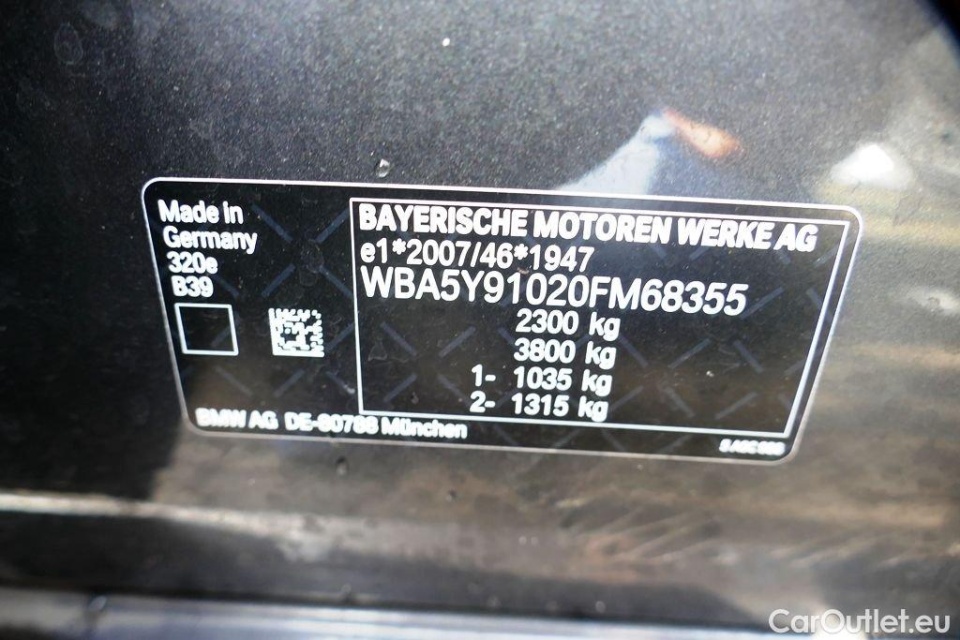 Made in
Germany
320e
B39
BAYERISCHE MOTOREN WERKE AG
e1*2007/46*1947
WBA5Y91020FM68355
2300 kg
3800 kg
1- 1035 kg
2- 1315 kg
BMW AG DE-80788 München
CarOutlet.eu